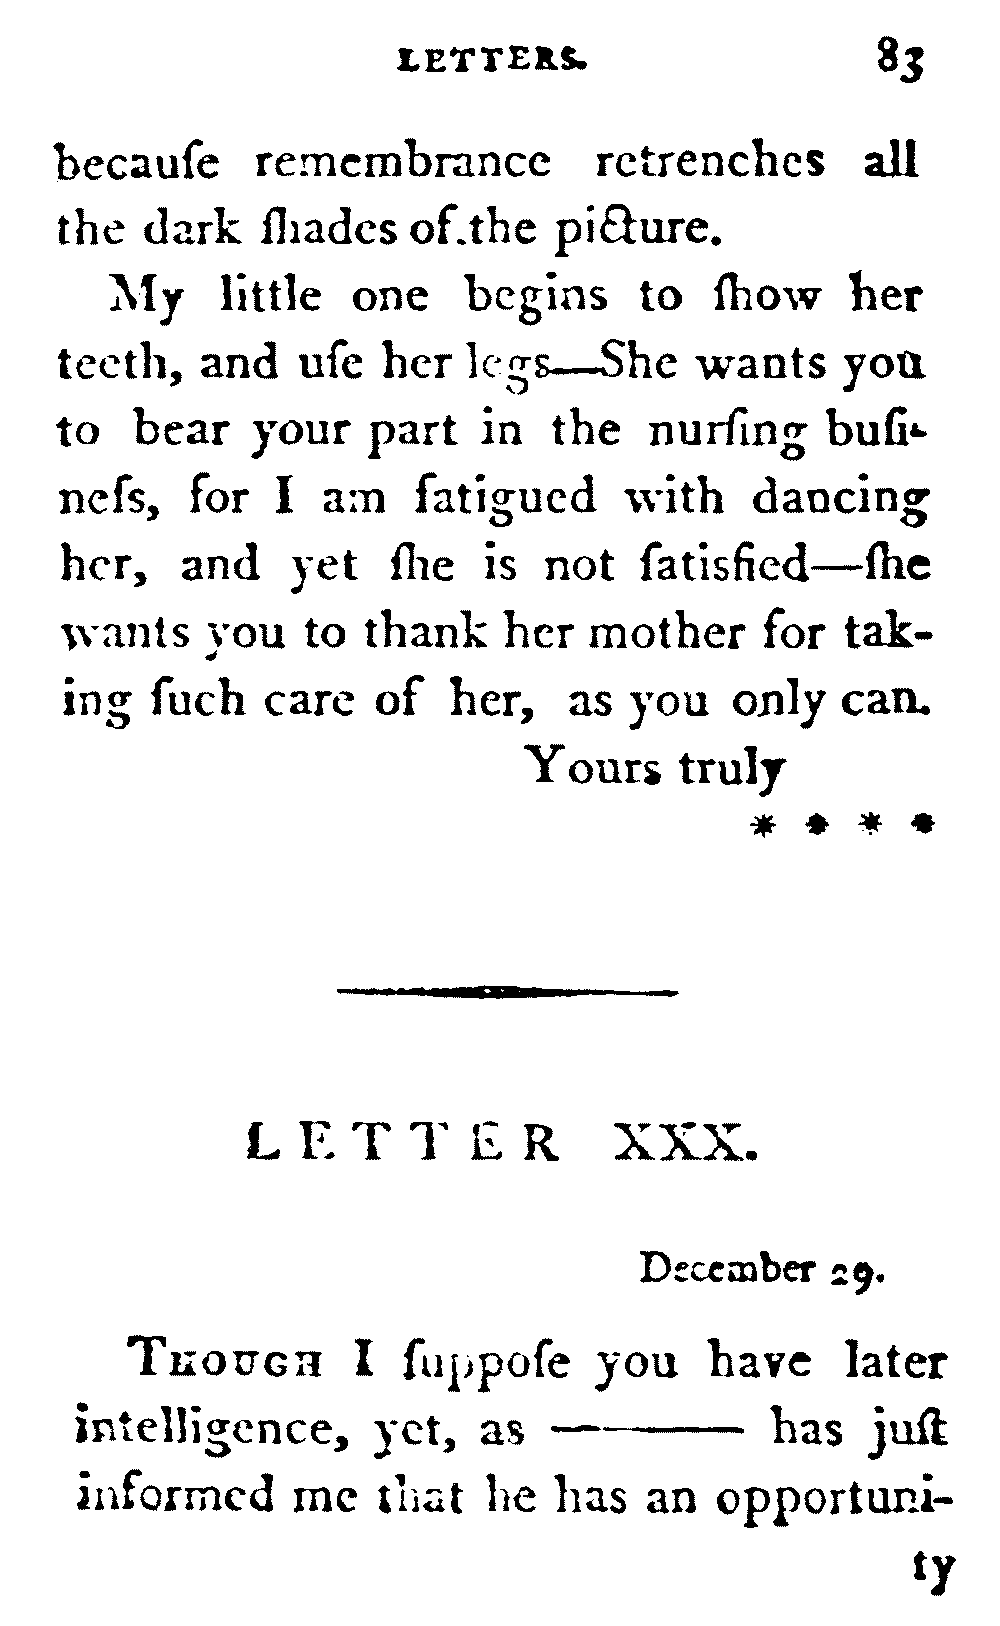 LETTERS. 83
becauſe remembrance retrenches all
the dark ſhades of.the picture.
My little one begins to ſhow her
teeth, and uſe her legs—She wants you
to bear your part in the nurſing buſi-
neſs, for I am fatigued with dancing
her, and yet ſhe is not ſatisfied—ſhe
wants you to thank her mother for tak-
ing ſuch care of her, as you only can.
Yours truly
* * * *
LETTER XXX.
December 29.
THOUGH I ſuppoſe you have later
intelligence, yet, as ——— has juſt
informed me that he has an opportuni-
ty